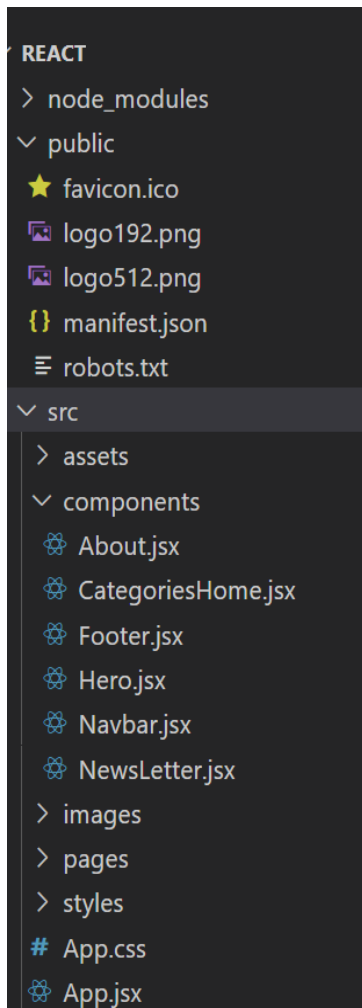 REACT
node_modules
public
favicon.ico
logo192.png
logo512.png
manifest.json
robots.txt
src
assets
components
About.jsx
CategoriesHome.jsx
Footer.jsx
Hero.jsx
Navbar.jsx
NewsLetter.jsx
images
pages
styles
App.css
App.jsx